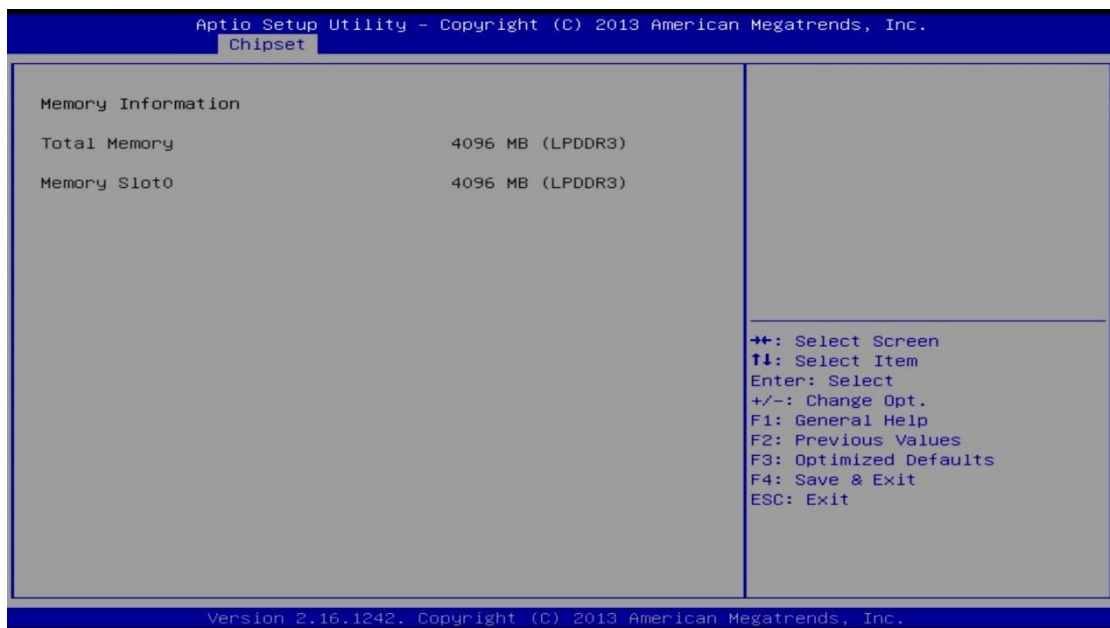 Aptio Setup Utility – Copyright (C) 2013 American Megatrends, Inc.
Chipset
Memory Information
Total Memory 4096 MB (LPDDR3)
Memory Slot0 4096 MB (LPDDR3)
→←: Select Screen
↑↓: Select Item
Enter: Select
+/-: Change Opt.
F1: General Help
F2: Previous Values
F3: Optimized Defaults
F4: Save & Exit
ESC: Exit
Version 2.16.1242. Copyright (C) 2013 American Megatrends, Inc.